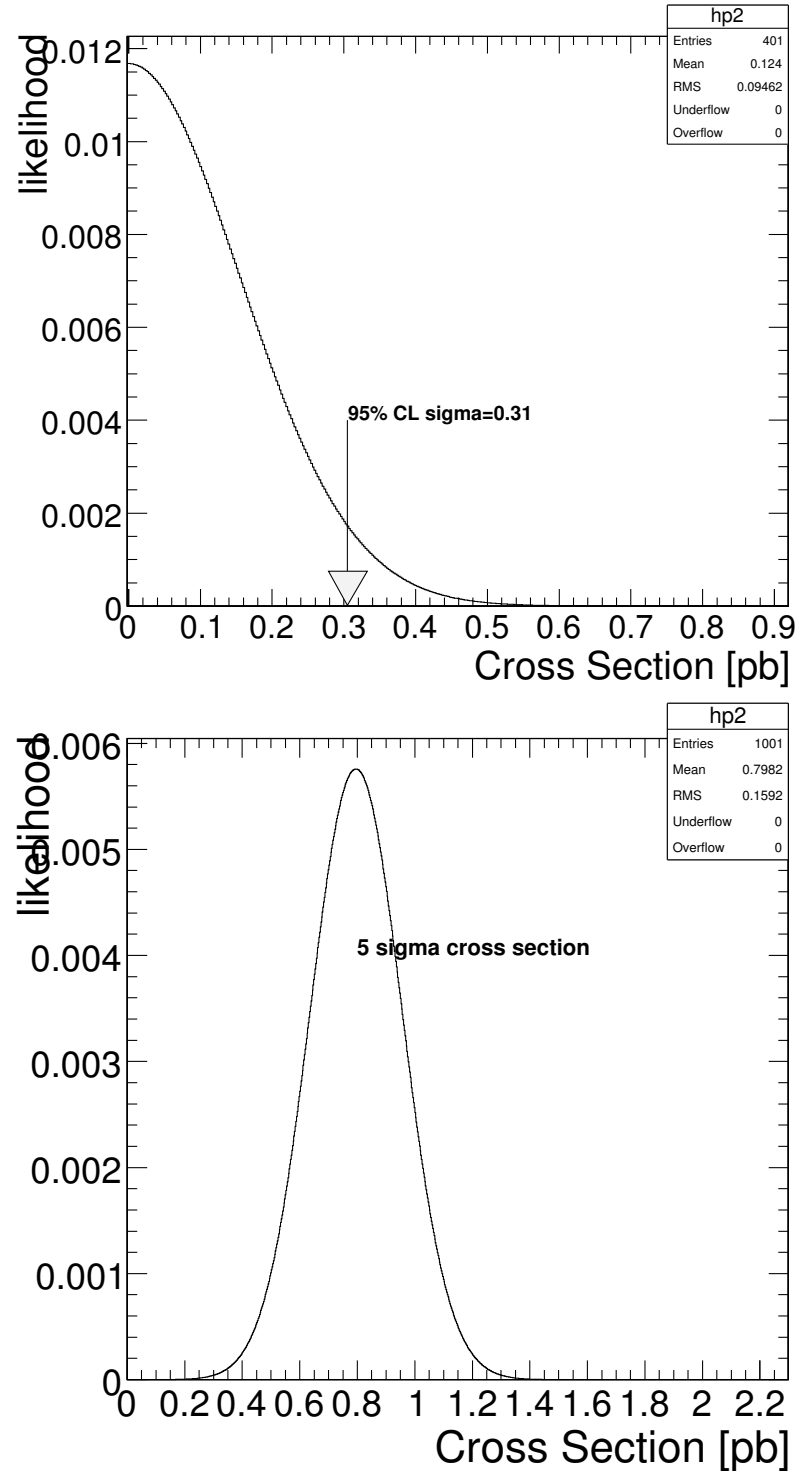 hp2
Entries 401
Mean 0.124
RMS 0.09462
Underflow 0
Overflow 0
likelihood
0.012
0.01
0.008
0.006
0.004
0.002
0
95% CL sigma=0.31
0 0.1 0.2 0.3 0.4 0.5 0.6 0.7 0.8 0.9
Cross Section [pb]
hp2
Entries 1001
Mean 0.7982
RMS 0.1592
Underflow 0
Overflow 0
likelihood
0.006
0.005
0.004
0.003
0.002
0.001
0
5 sigma cross section
0 0.2 0.4 0.6 0.8 1 1.2 1.4 1.6 1.8 2 2.2
Cross Section [pb]